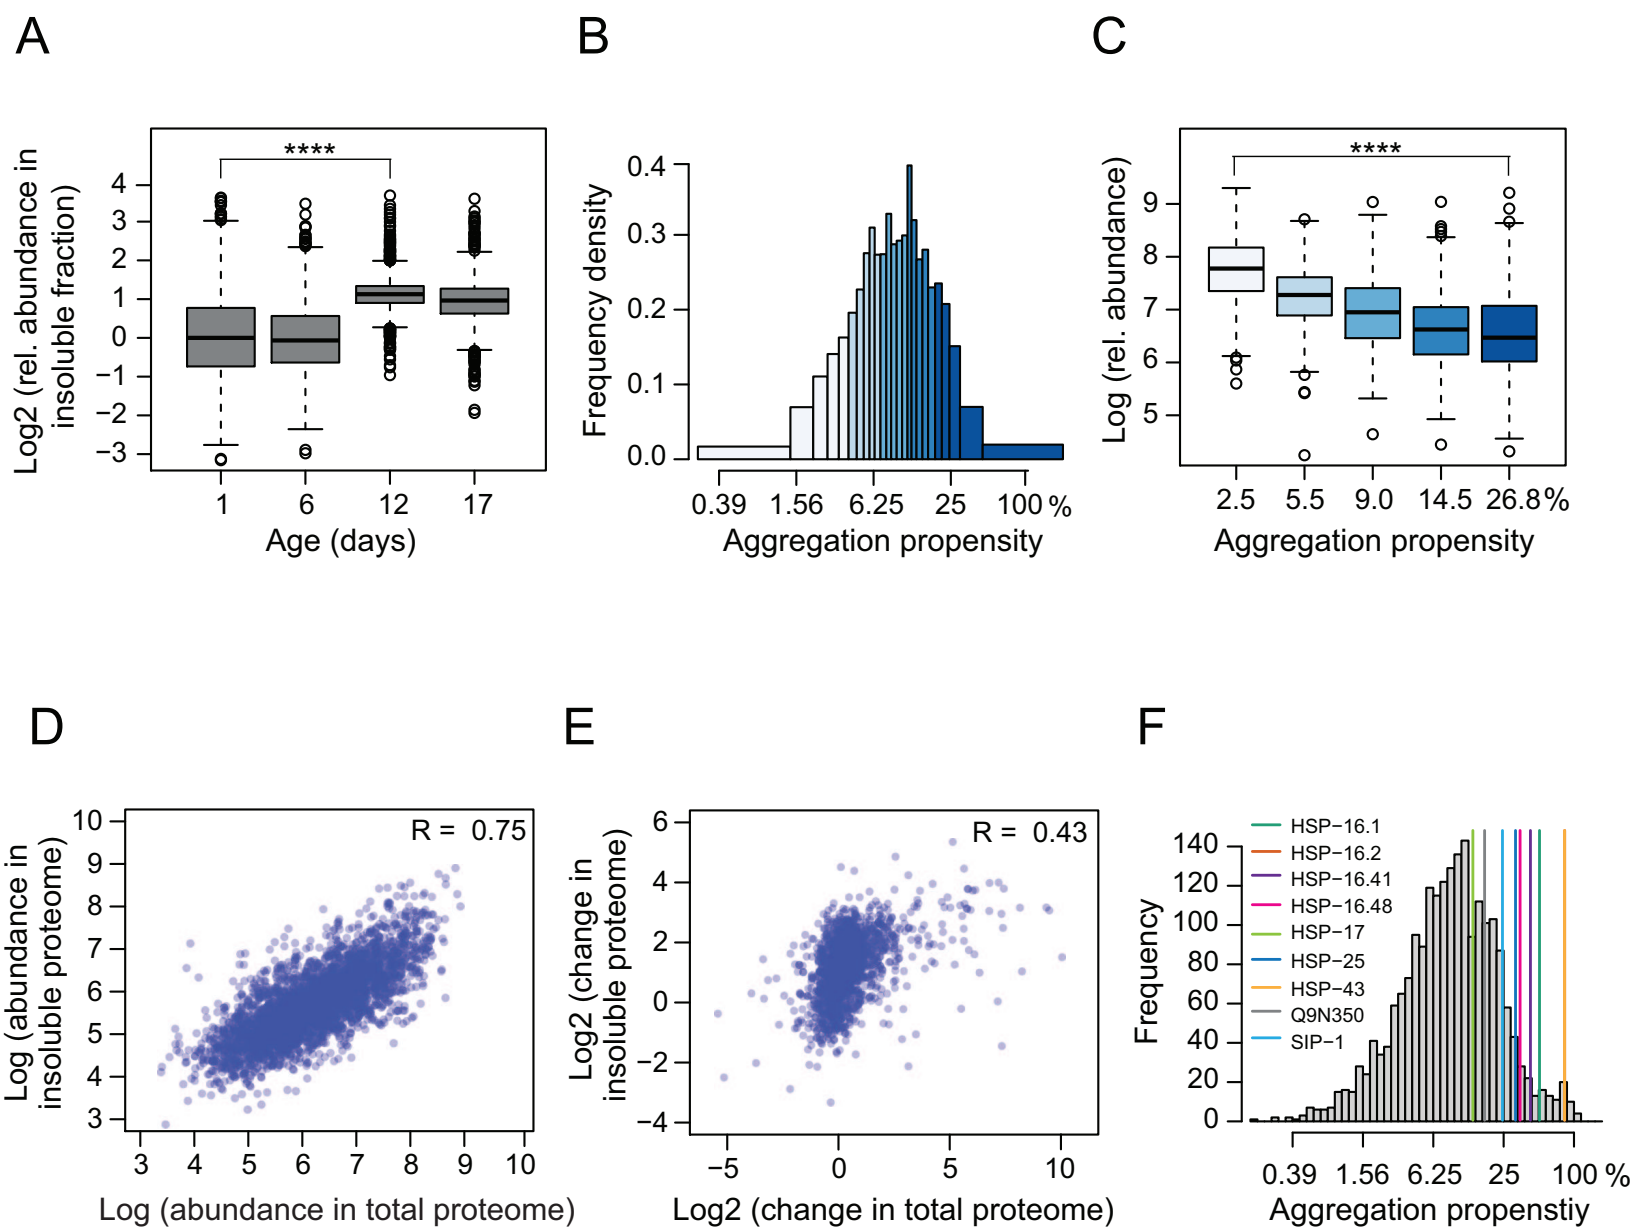 A
Log2 (rel. abundance in
insoluble fraction)
****
4
3
2
1
0
−1
−2
−3
1 6 12 17
Age (days)
B
Frequency density
0.4
0.3
0.2
0.1
0.0
0.39 1.56 6.25 25 100 %
Aggregation propensity
C
Log (rel. abundance)
****
9
8
7
6
5
2.5 5.5 9.0 14.5 26.8 %
Aggregation propensity
D
Log (abundance in
insoluble proteome)
R = 0.75
10
9
8
7
6
5
4
3
3 4 5 6 7 8 9 10
Log (abundance in total proteome)
E
Log2 (change in
insoluble proteome)
R = 0.43
6
4
2
0
−2
−4
−5 0 5 10
Log2 (change in total proteome)
F
Frequency
140
120
100
80
60
40
20
0
HSP−16.1
HSP−16.2
HSP−16.41
HSP−16.48
HSP−17
HSP−25
HSP−43
Q9N350
SIP−1
0.39 1.56 6.25 25 100 %
Aggregation propenstiy